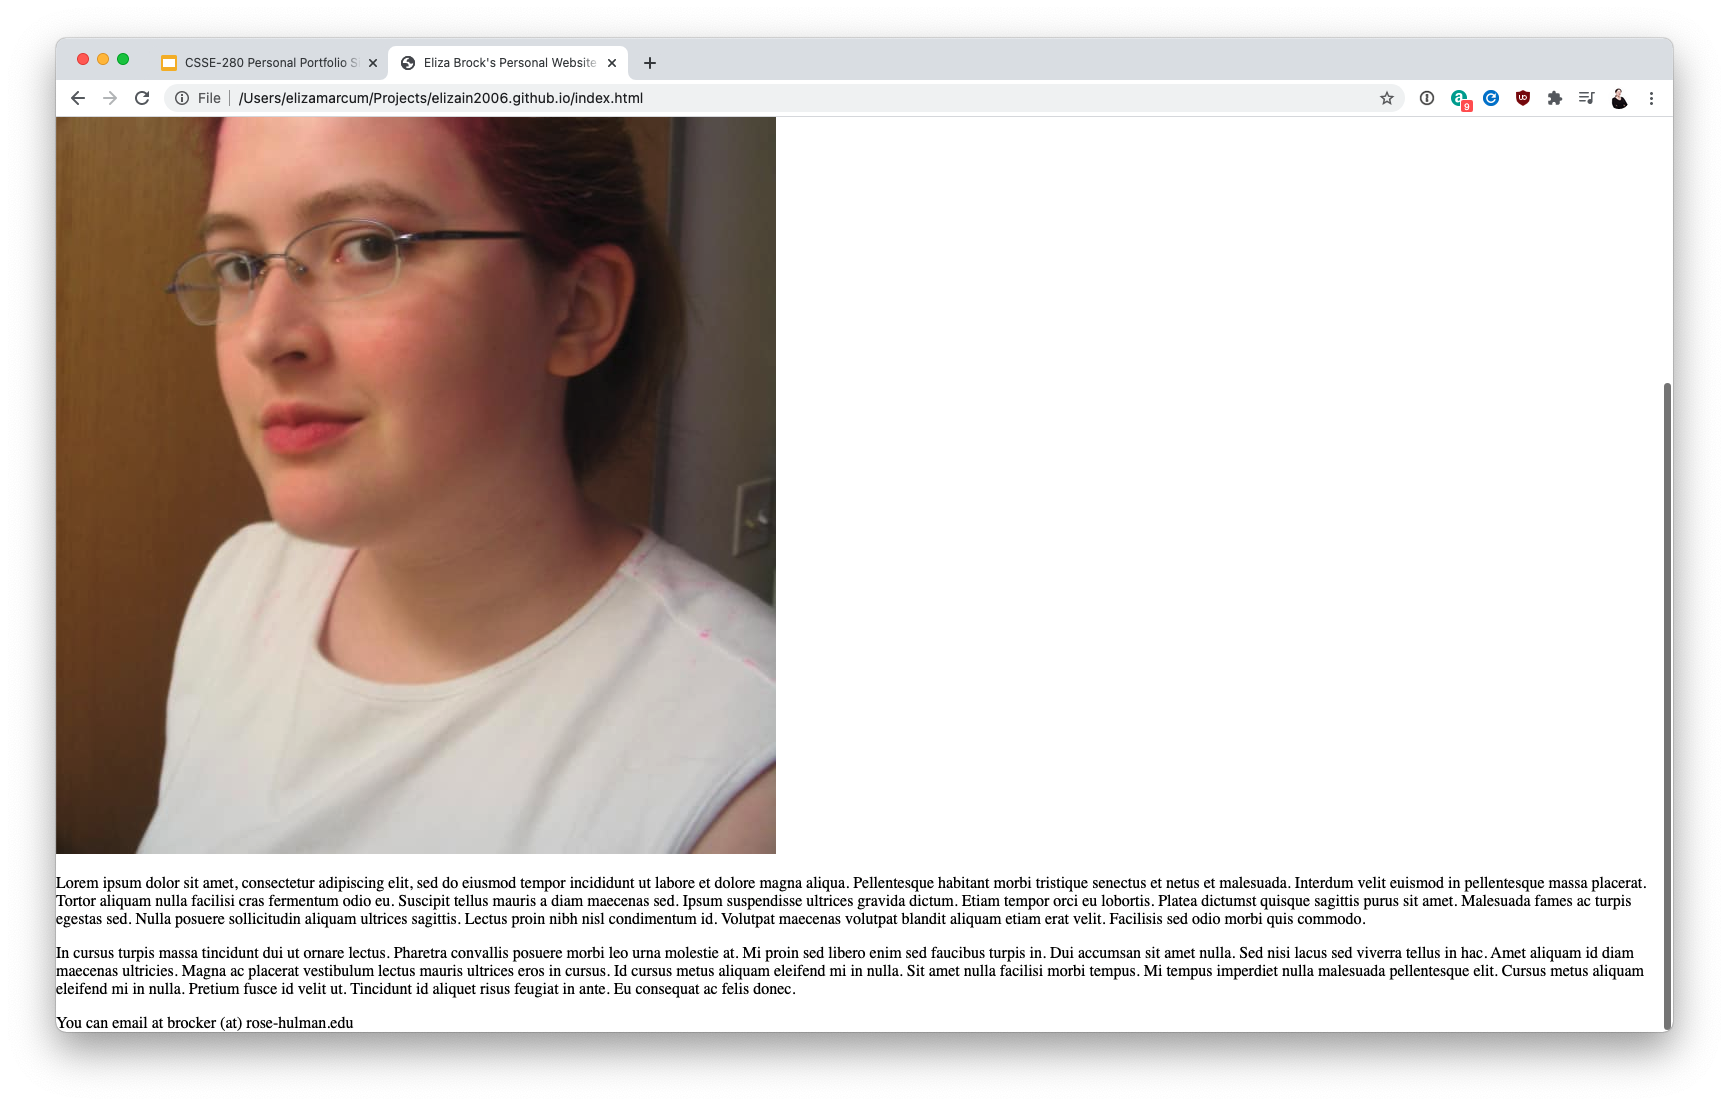 CSSE-280 Personal Portfolio S
Eliza Brock's Personal Website
File
/Users/elizamarcum/Projects/elizain2006.github.io/index.html
9
Lorem ipsum dolor sit amet, consectetur adipiscing elit, sed do eiusmod tempor incididunt ut labore et dolore magna aliqua. Pellentesque habitant morbi tristique senectus et netus et malesuada. Interdum velit euismod in pellentesque massa placerat.
Tortor aliquam nulla facilisi cras fermentum odio eu. Suscipit tellus mauris a diam maecenas sed. Ipsum suspendisse ultrices gravida dictum. Etiam tempor orci eu lobortis. Platea dictumst quisque sagittis purus sit amet. Malesuada fames ac turpis
egestas sed. Nulla posuere sollicitudin aliquam ultrices sagittis. Lectus proin nibh nisl condimentum id. Volutpat maecenas volutpat blandit aliquam etiam erat velit. Facilisis sed odio morbi quis commodo.
In cursus turpis massa tincidunt dui ut ornare lectus. Pharetra convallis posuere morbi leo urna molestie at. Mi proin sed libero enim sed faucibus turpis in. Dui accumsan sit amet nulla. Sed nisi lacus sed viverra tellus in hac. Amet aliquam id diam
maecenas ultricies. Magna ac placerat vestibulum lectus mauris ultrices eros in cursus. Id cursus metus aliquam eleifend mi in nulla. Sit amet nulla facilisi morbi tempus. Mi tempus imperdiet nulla malesuada pellentesque elit. Cursus metus aliquam
eleifend mi in nulla. Pretium fusce id velit ut. Tincidunt id aliquet risus feugiat in ante. Eu consequat ac felis donec.
You can email at brocker (at) rose-hulman.edu